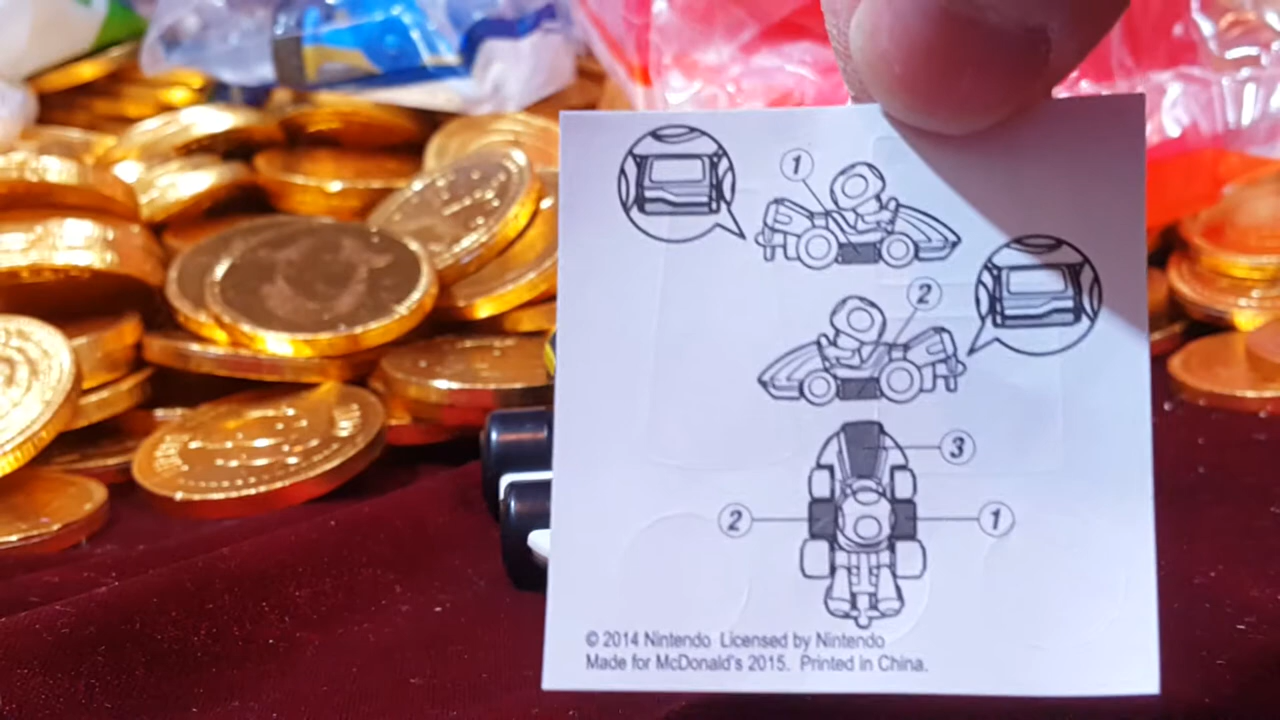 1
2
3
2 1
© 2014 Nintendo Licensed by Nintendo
Made for McDonald's 2015. Printed in China.